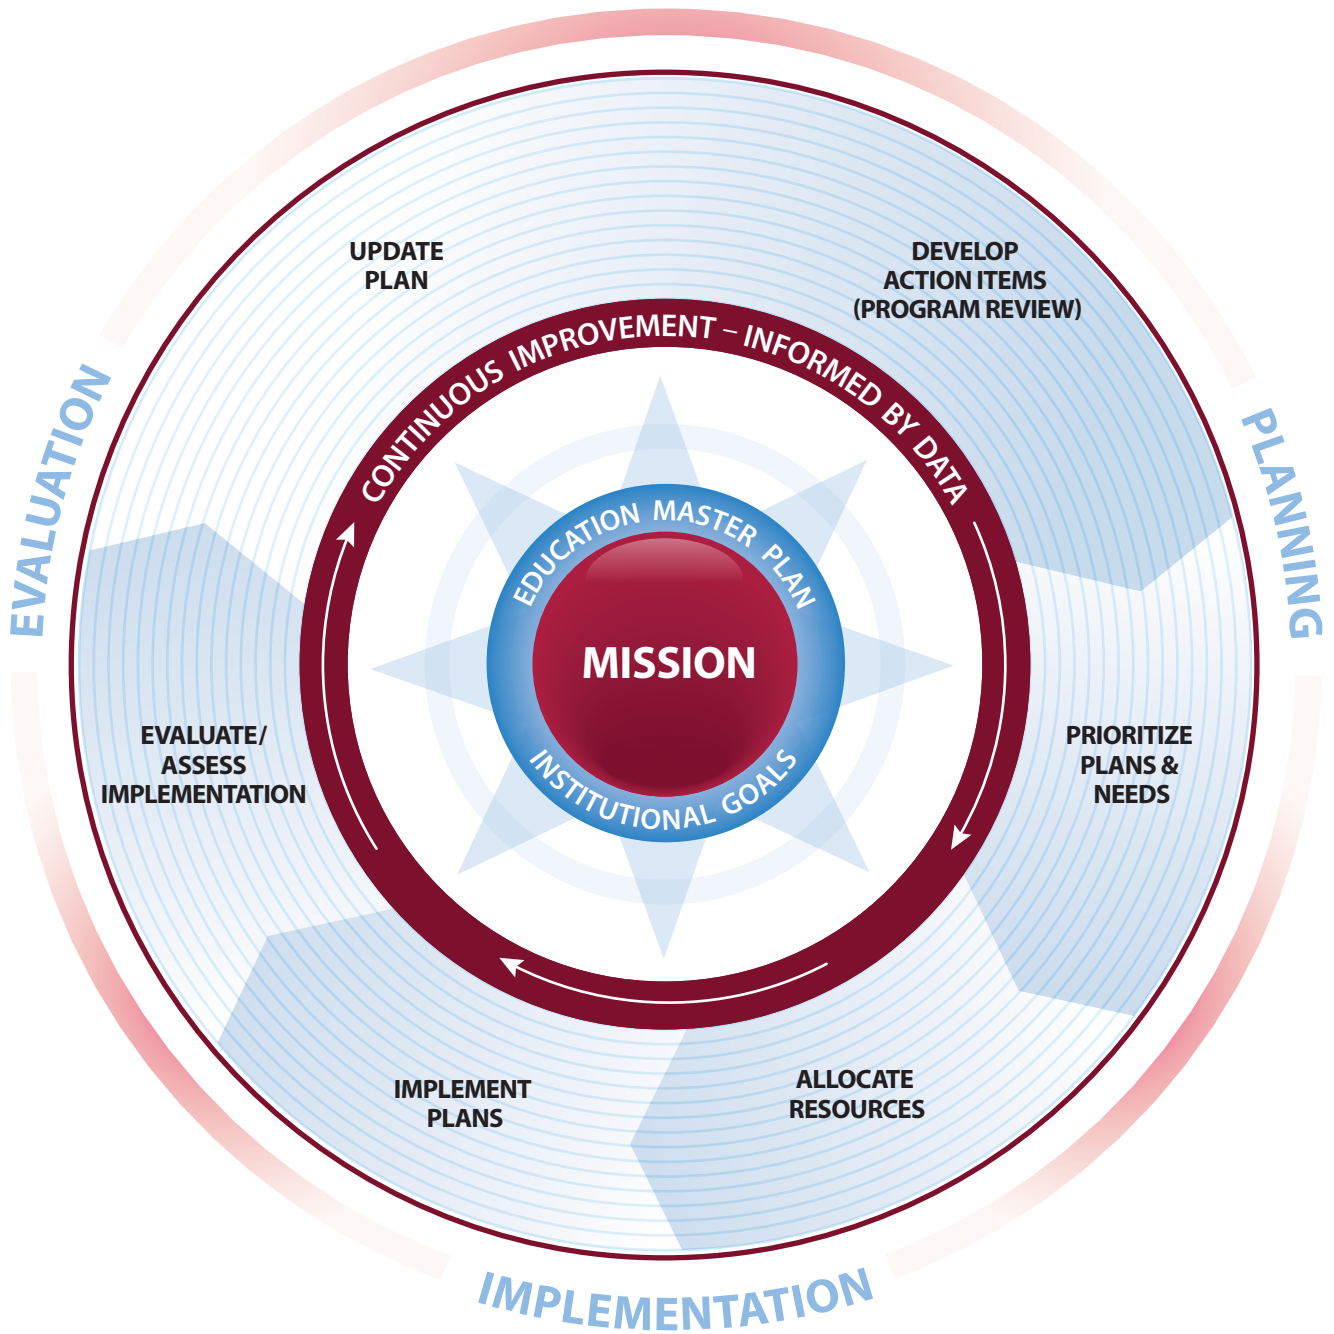 UPDATE
PLAN
DEVELOP
ACTION ITEMS
(PROGRAM REVIEW)
CONTINUOUS IMPROVEMENT – INFORMED BY DATA
EVALUATION
PLANNING
EDUCATION MASTER PLAN
MISSION
INSTITUTIONAL GOALS
EVALUATE/
ASSESS
IMPLEMENTATION
PRIORITIZE
PLANS &
NEEDS
IMPLEMENT
PLANS
ALLOCATE
RESOURCES
IMPLEMENTATION